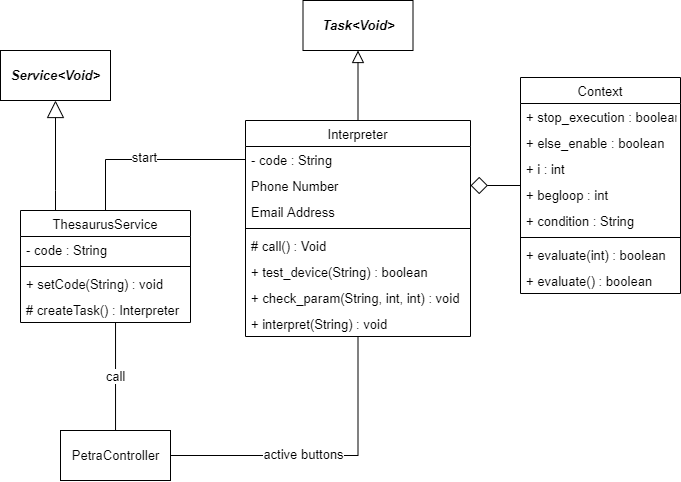 Task<Void>
Service<Void>
Context
+ stop_execution : boolean
+ else_enable : boolean
+ i : int
+ begloop : int
+ condition : String
+ evaluate(int) : boolean
+ evaluate() : boolean
Interpreter
- code : String
Phone Number
Email Address
# call() : Void
+ test_device(String) : boolean
+ check_param(String, int, int) : void
+ interpret(String) : void
start
ThesaurusService
- code : String
+ setCode(String) : void
# createTask() : Interpreter
call
PetraController
active buttons